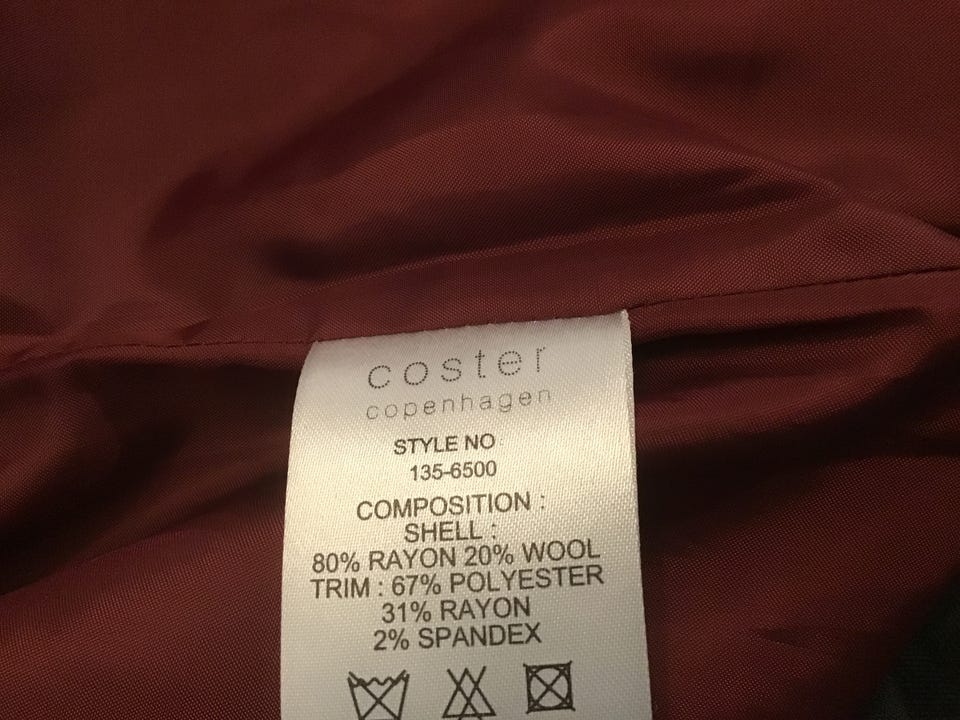 coster
copenhagen
STYLE NO
135-6500
COMPOSITION :
SHELL :
80% RAYON 20% WOOL
TRIM : 67% POLYESTER
31% RAYON
2% SPANDEX